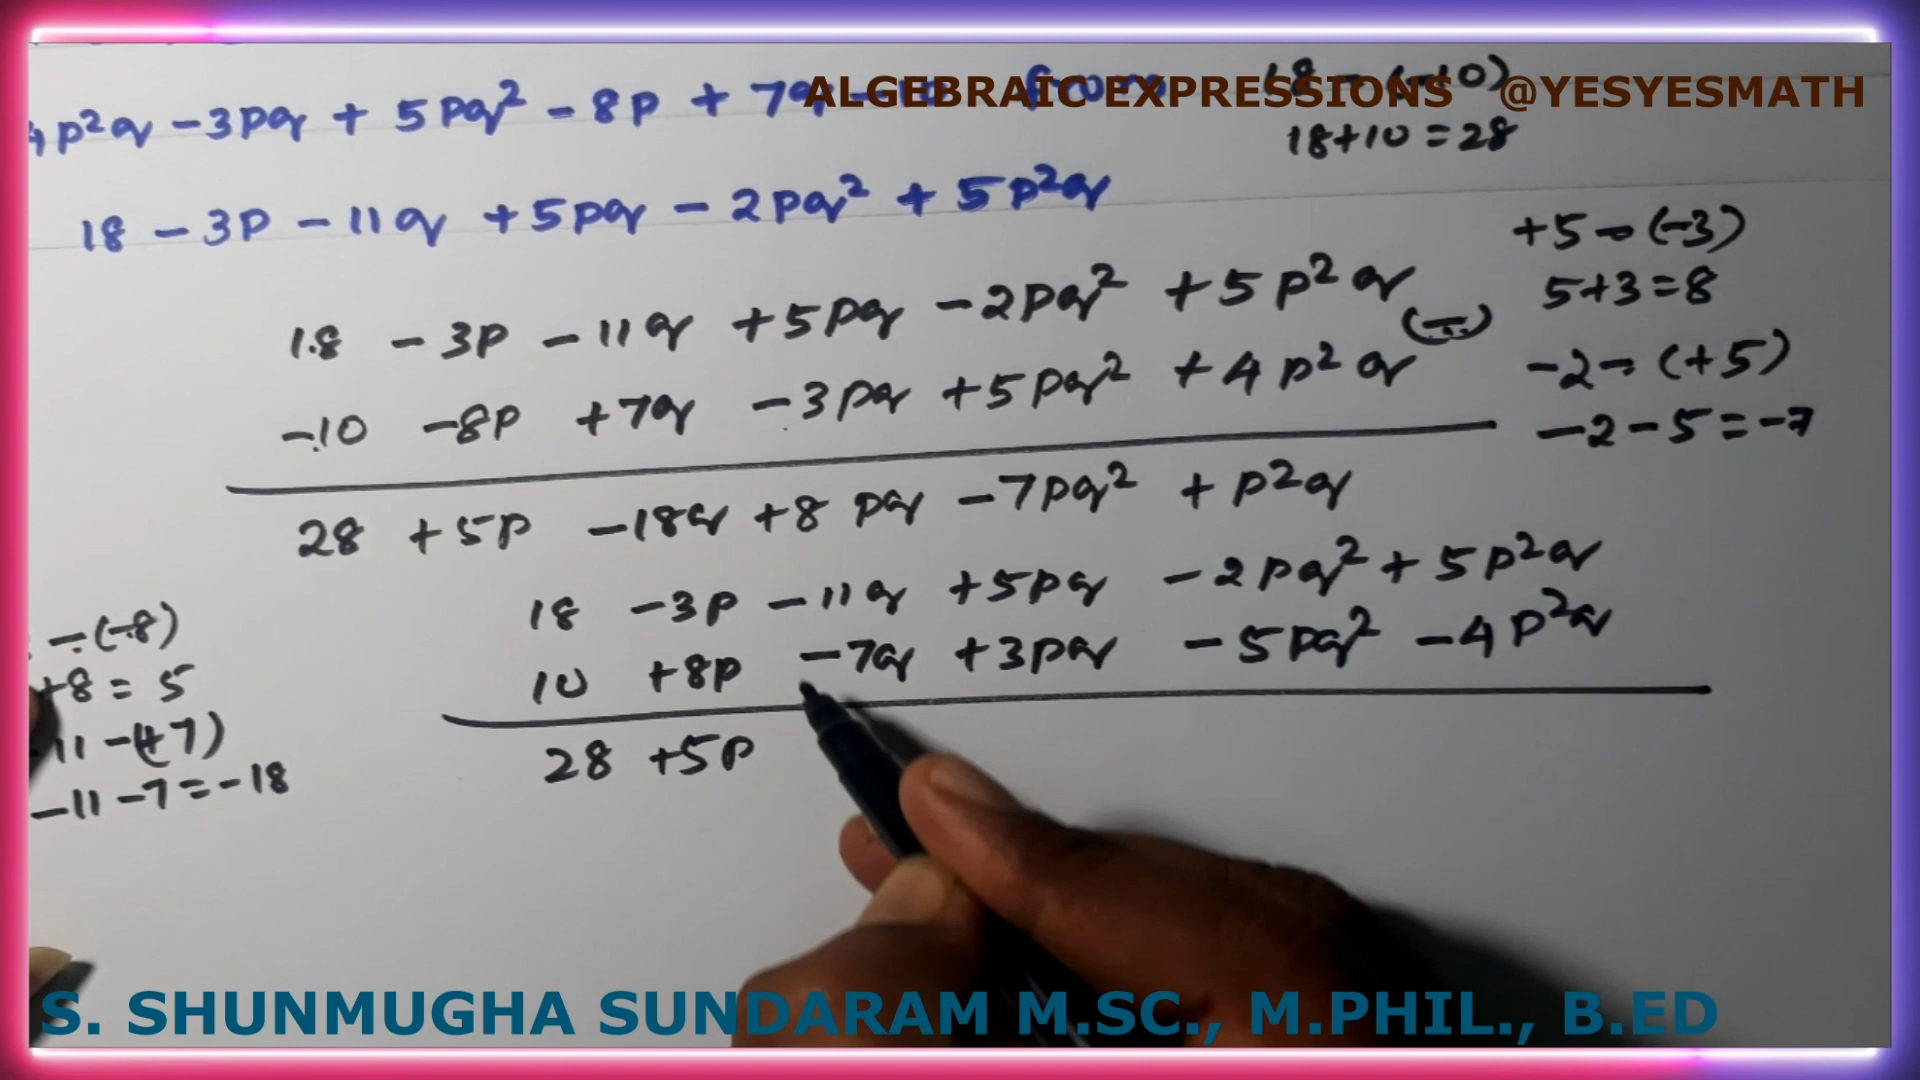 4p²q - 3pq + 5pq² - 8p + 7q - 10 from
ALGEBRAIC EXPRESSIONS @YESYESMATH
18 - (-10)
18+10 = 28
18 - 3p - 11q + 5pq - 2pq² + 5p²q
+5 - (-3)
5+3 = 8
18 - 3p - 11q + 5pq - 2pq² + 5p²q
(-)
-10 - 8p + 7q - 3pq + 5pq² + 4p²q
-2 - (+5)
-2 - 5 = -7
28 + 5p - 18q + 8pq - 7pq² + p²q
18 - 3p - 11q + 5pq - 2pq² + 5p²q
10 + 8p - 7q + 3pq - 5pq² - 4p²q
28 + 5p
- (-8)
+8 = 5
11 - (+7)
-11 - 7 = -18
S. SHUNMUGHA SUNDARAM M.SC., M.PHIL., B.ED